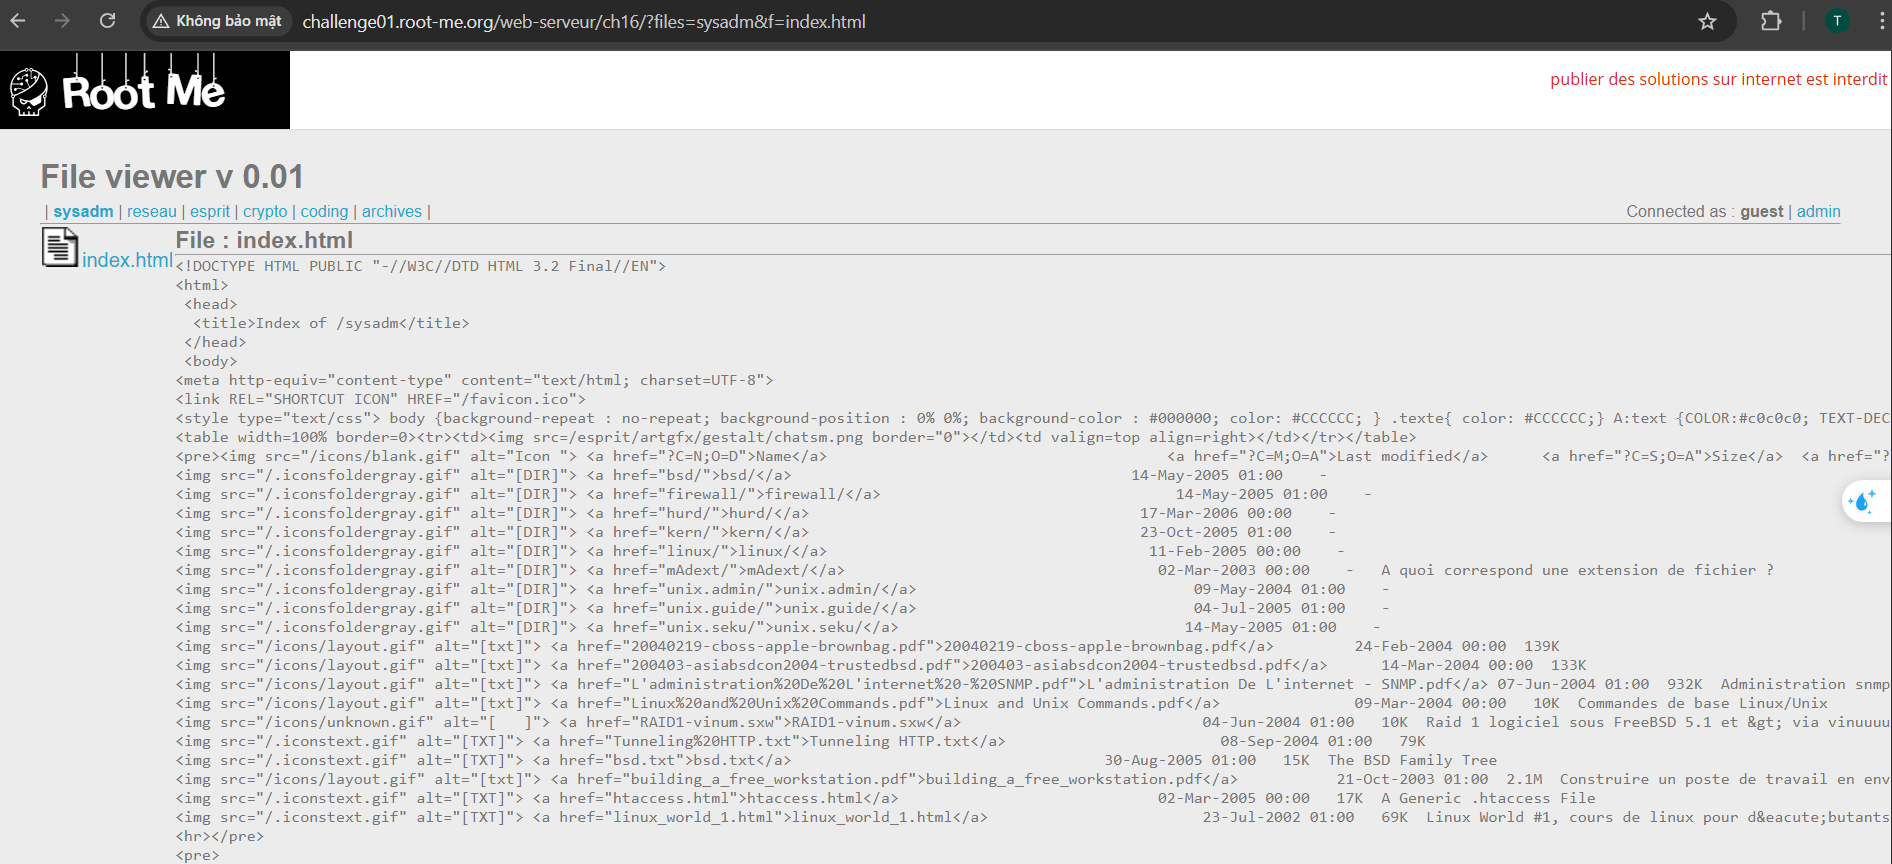 Không bảo mật
challenge01.root-me.org/web-serveur/ch16/?files=sysadm&f=index.html
T
Root Me
publier des solutions sur internet est interdit
File viewer v 0.01
| sysadm | reseau | esprit | crypto | coding | archives |
Connected as : guest | admin
index.html
File : index.html
<!DOCTYPE HTML PUBLIC "-//W3C//DTD HTML 3.2 Final//EN">
<html>
<head>
<title>Index of /sysadm</title>
</head>
<body>
<meta http-equiv="content-type" content="text/html; charset=UTF-8">
<link REL="SHORTCUT ICON" HREF="/favicon.ico">
<style type="text/css"> body {background-repeat : no-repeat; background-position : 0% 0%; background-color : #000000; color: #CCCCCC; } .texte{ color: #CCCCCC;} A:text {COLOR:#c0c0c0; TEXT-DEC
<table width=100% border=0><tr><td><img src=/esprit/artgfx/gestalt/chatsm.png border="0"></td><td valign=top align=right></td></tr></table>
<pre><img src="/icons/blank.gif" alt="Icon "> <a href="?C=N;O=D">Name</a> <a href="?C=M;O=A">Last modified</a> <a href="?C=S;O=A">Size</a> <a href="?
<img src="/.iconsfoldergray.gif" alt="[DIR]"> <a href="bsd/">bsd/</a> 14-May-2005 01:00 -
<img src="/.iconsfoldergray.gif" alt="[DIR]"> <a href="firewall/">firewall/</a> 14-May-2005 01:00 -
<img src="/.iconsfoldergray.gif" alt="[DIR]"> <a href="hurd/">hurd/</a> 17-Mar-2006 00:00 -
<img src="/.iconsfoldergray.gif" alt="[DIR]"> <a href="kern/">kern/</a> 23-Oct-2005 01:00 -
<img src="/.iconsfoldergray.gif" alt="[DIR]"> <a href="linux/">linux/</a> 11-Feb-2005 00:00 -
<img src="/.iconsfoldergray.gif" alt="[DIR]"> <a href="mAdext/">mAdext/</a> 02-Mar-2003 00:00 - A quoi correspond une extension de fichier ?
<img src="/.iconsfoldergray.gif" alt="[DIR]"> <a href="unix.admin/">unix.admin/</a> 09-May-2004 01:00 -
<img src="/.iconsfoldergray.gif" alt="[DIR]"> <a href="unix.guide/">unix.guide/</a> 04-Jul-2005 01:00 -
<img src="/.iconsfoldergray.gif" alt="[DIR]"> <a href="unix.seku/">unix.seku/</a> 14-May-2005 01:00 -
<img src="/icons/layout.gif" alt="[txt]"> <a href="20040219-cboss-apple-brownbag.pdf">20040219-cboss-apple-brownbag.pdf</a> 24-Feb-2004 00:00 139K
<img src="/icons/layout.gif" alt="[txt]"> <a href="200403-asiabsdcon2004-trustedbsd.pdf">200403-asiabsdcon2004-trustedbsd.pdf</a> 14-Mar-2004 00:00 133K
<img src="/icons/layout.gif" alt="[txt]"> <a href="L'administration%20De%20L'internet%20-%20SNMP.pdf">L'administration De L'internet - SNMP.pdf</a> 07-Jun-2004 01:00 932K Administration snmp
<img src="/icons/layout.gif" alt="[txt]"> <a href="Linux%20and%20Unix%20Commands.pdf">Linux and Unix Commands.pdf</a> 09-Mar-2004 00:00 10K Commandes de base Linux/Unix
<img src="/icons/unknown.gif" alt="[ ]"> <a href="RAID1-vinum.sxw">RAID1-vinum.sxw</a> 04-Jun-2004 01:00 10K Raid 1 logiciel sous FreeBSD 5.1 et &gt; via vinuuuu
<img src="/.iconstext.gif" alt="[TXT]"> <a href="Tunneling%20HTTP.txt">Tunneling HTTP.txt</a> 08-Sep-2004 01:00 79K
<img src="/.iconstext.gif" alt="[TXT]"> <a href="bsd.txt">bsd.txt</a> 30-Aug-2005 01:00 15K The BSD Family Tree
<img src="/icons/layout.gif" alt="[txt]"> <a href="building_a_free_workstation.pdf">building_a_free_workstation.pdf</a> 21-Oct-2003 01:00 2.1M Construire un poste de travail en env
<img src="/.iconstext.gif" alt="[TXT]"> <a href="htaccess.html">htaccess.html</a> 02-Mar-2005 00:00 17K A Generic .htaccess File
<img src="/.iconstext.gif" alt="[TXT]"> <a href="linux_world_1.html">linux_world_1.html</a> 23-Jul-2002 01:00 69K Linux World #1, cours de linux pour d&eacute;butants
<hr></pre>
<pre>